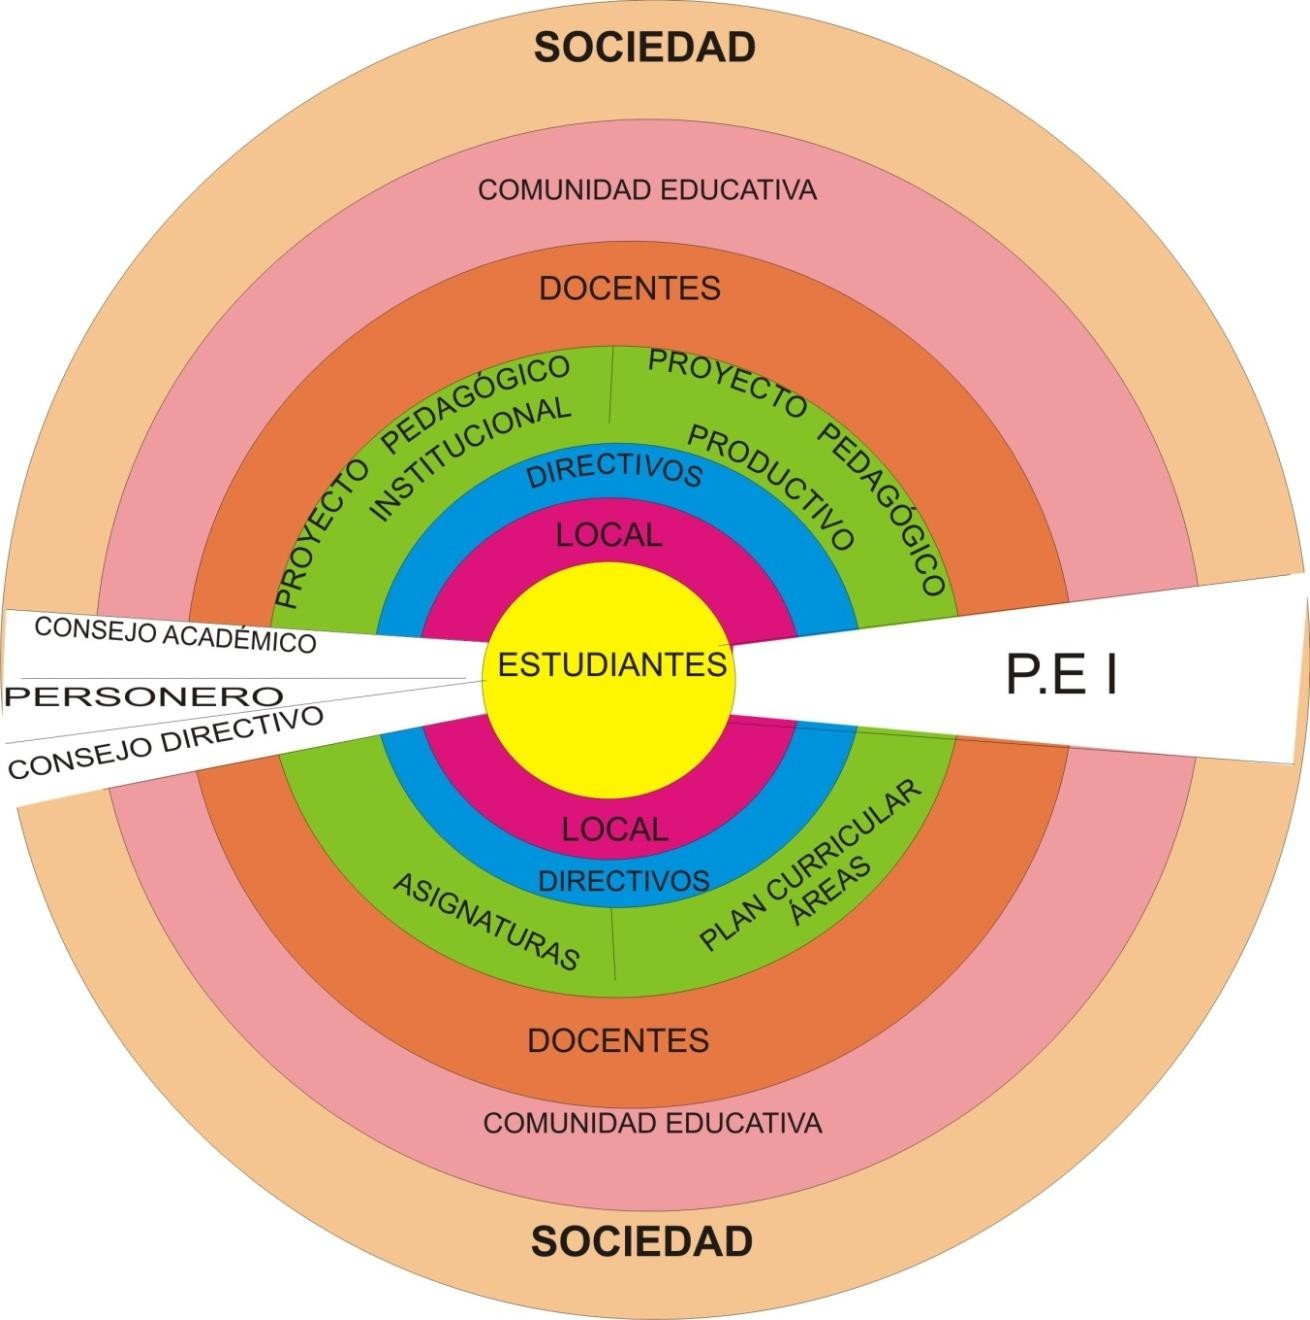 SOCIEDAD
COMUNIDAD EDUCATIVA
DOCENTES
PROYECTO PEDAGÓGICO
INSTITUCIONAL
PROYECTO PEDAGÓGICO
PRODUCTIVO
DIRECTIVOS
LOCAL
ESTUDIANTES
CONSEJO ACADÉMICO
PERSONERO
CONSEJO DIRECTIVO
P.E I
LOCAL
DIRECTIVOS
ASIGNATURAS
PLAN CURRICULAR
ÁREAS
DOCENTES
COMUNIDAD EDUCATIVA
SOCIEDAD